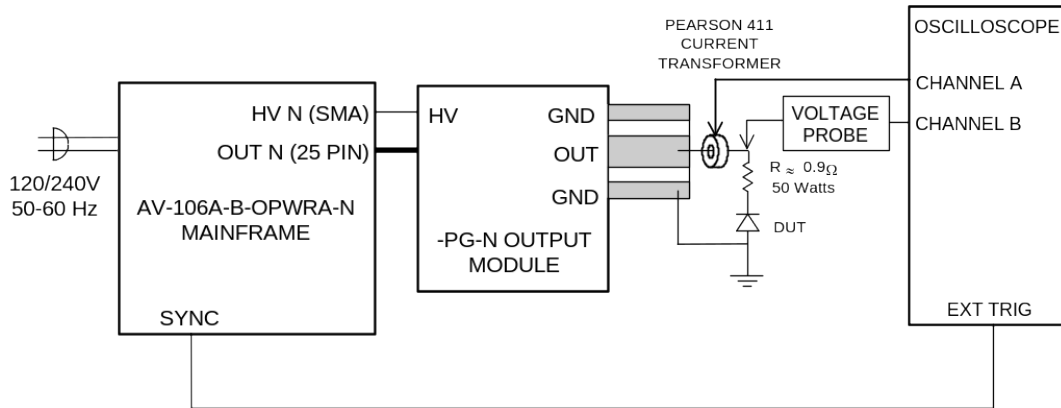 PEARSON 411
CURRENT
TRANSFORMER
OSCILLOSCOPE
CHANNEL A
CHANNEL B
VOLTAGE
PROBE
HV N (SMA)
OUT N (25 PIN)
HV
GND
OUT
GND
120/240V
50-60 Hz
AV-106A-B-OPWRA-N
MAINFRAME
-PG-N OUTPUT
MODULE
R ≈ 0.9Ω
50 Watts
DUT
SYNC
EXT TRIG